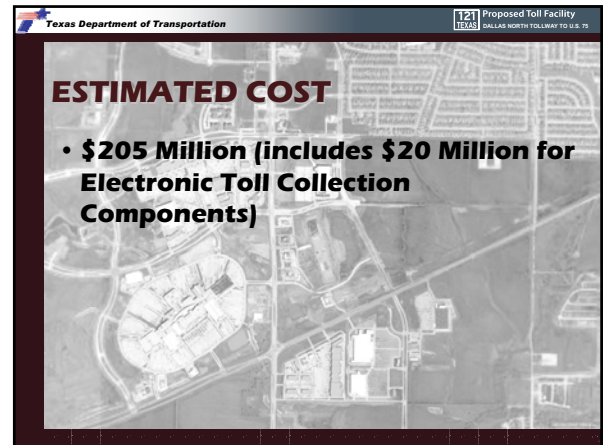 Texas Department of Transportation
121 Proposed Toll Facility
TEXAS DALLAS NORTH TOLLWAY TO U.S. 75
ESTIMATED COST
• $205 Million (includes $20 Million for
Electronic Toll Collection
Components)